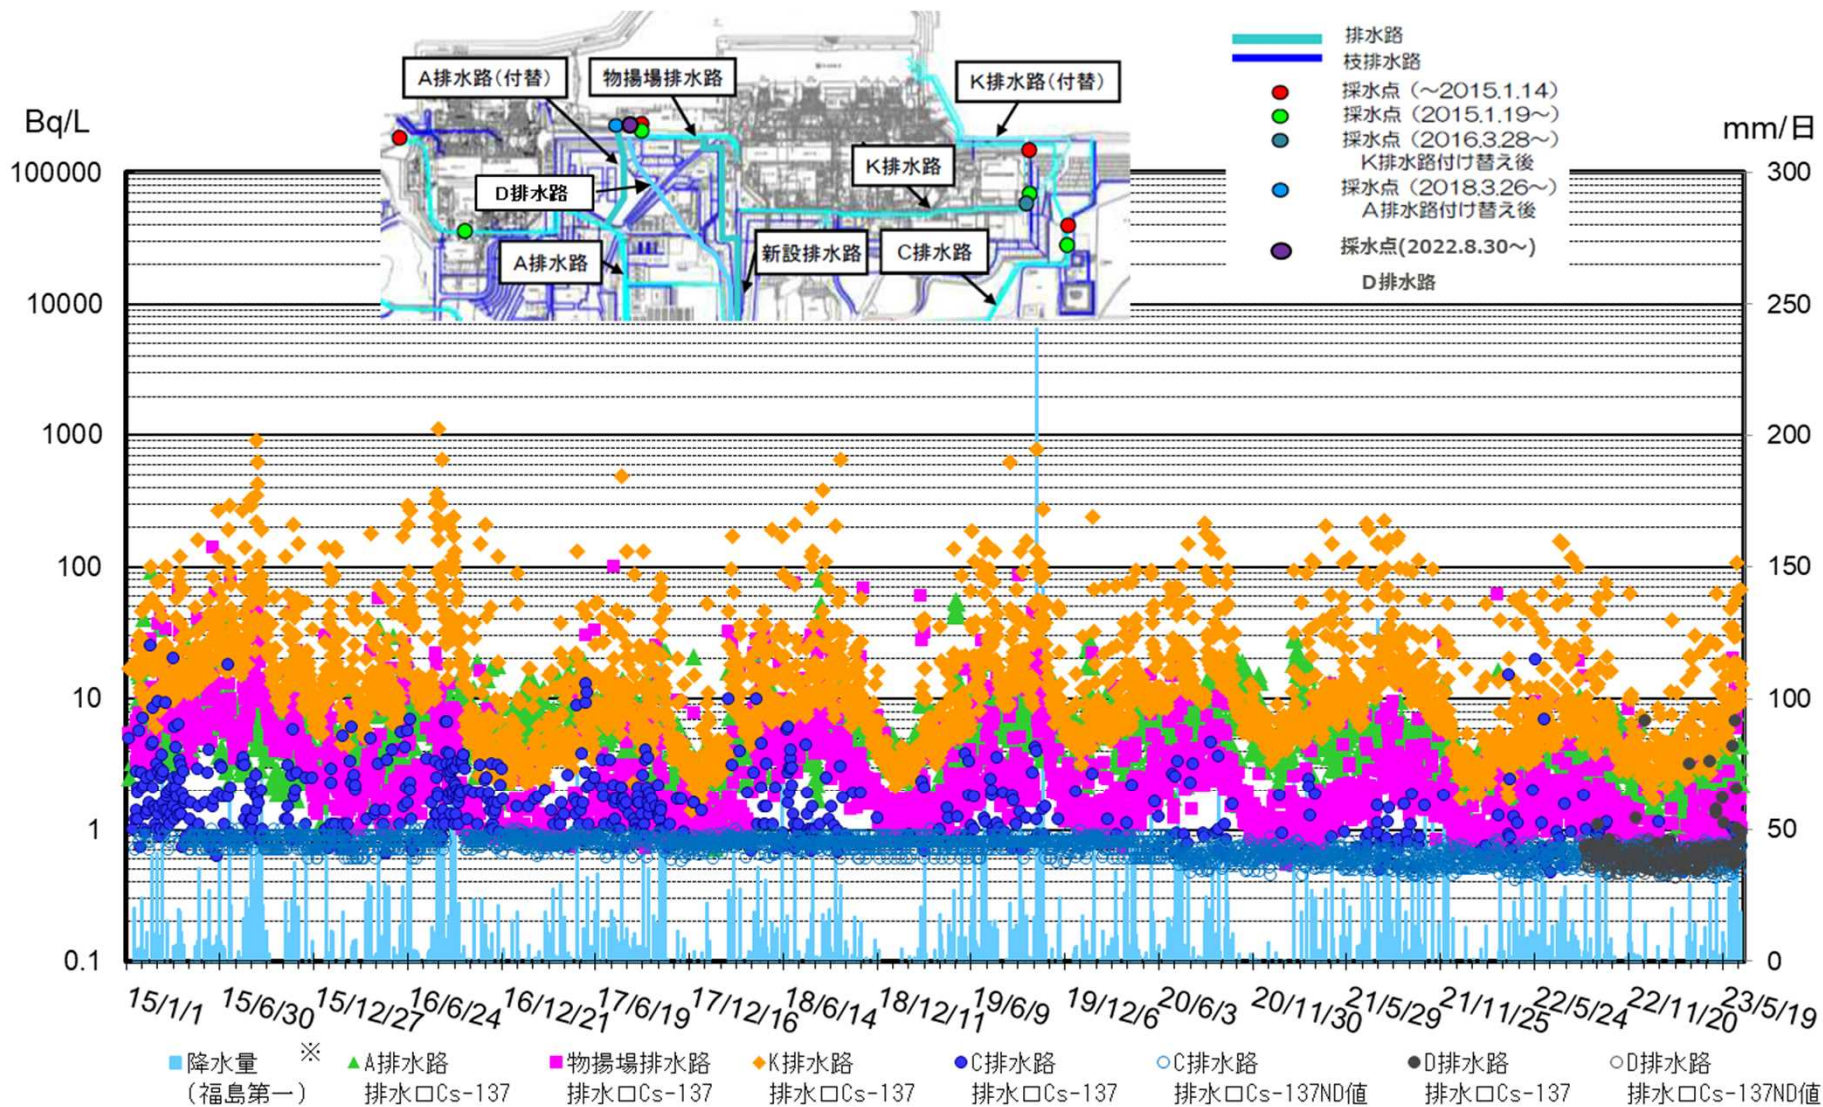 A排水路(付替)
物揚場排水路
K排水路(付替)
K排水路
D排水路
A排水路
新設排水路
C排水路
排水路
枝排水路
採水点（～2015.1.14）
採水点（2015.1.19～）
採水点（2016.3.28～）
K排水路付け替え後
採水点（2018.3.26～）
A排水路付け替え後
採水点(2022.8.30～)
D排水路
Bq/L
mm/日
100000
10000
1000
100
10
1
0.1
300
250
200
150
100
50
0
15/1/1
15/6/30
15/12/27
16/6/24
16/12/21
17/6/19
17/12/16
18/6/14
18/12/11
19/6/9
19/12/6
20/6/3
20/11/30
21/5/29
21/11/25
22/5/24
22/11/20
23/5/19
降水量
（福島第一）
※
A排水路
排水口Cs-137
物揚場排水路
排水口Cs-137
K排水路
排水口Cs-137
C排水路
排水口Cs-137
C排水路
排水口Cs-137ND値
D排水路
排水口Cs-137
D排水路
排水口Cs-137ND値